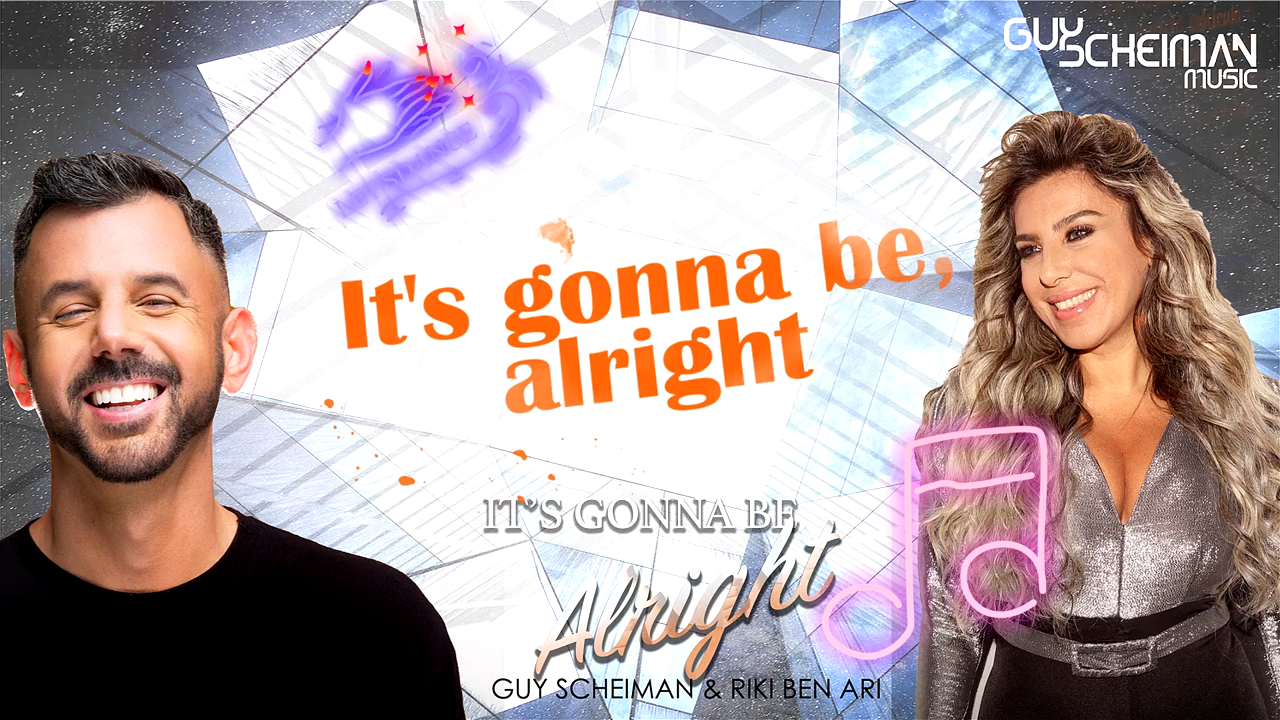 GUY
SCHEIMAN
MUSIC
It's gonna be,
alright
IT'S GONNA BE
Alright
GUY SCHEIMAN & RIKI BEN ARI